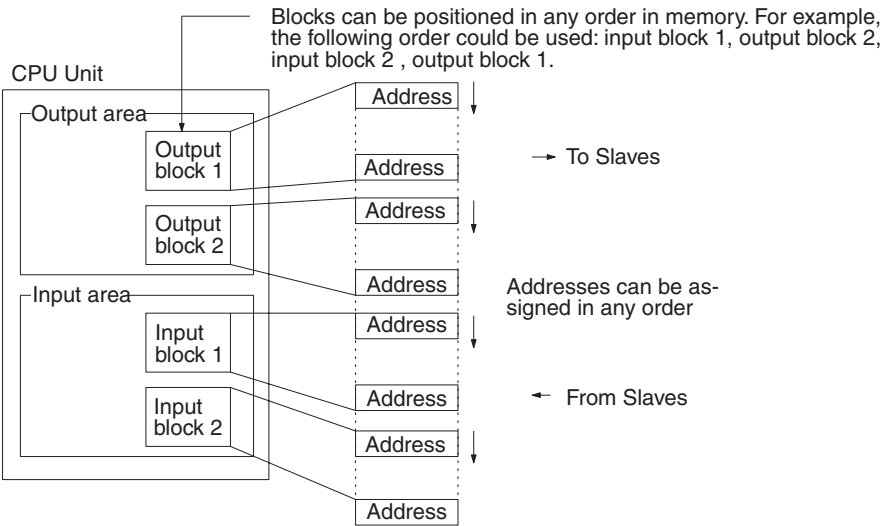 Blocks can be positioned in any order in memory. For example,
the following order could be used: input block 1, output block 2,
input block 2 , output block 1.
CPU Unit
Output area
Output
block 1
Output
block 2
Input area
Input
block 1
Input
block 2
Address
Address
Address
Address
Address
Address
Address
Address
To Slaves
Addresses can be as-
signed in any order
From Slaves